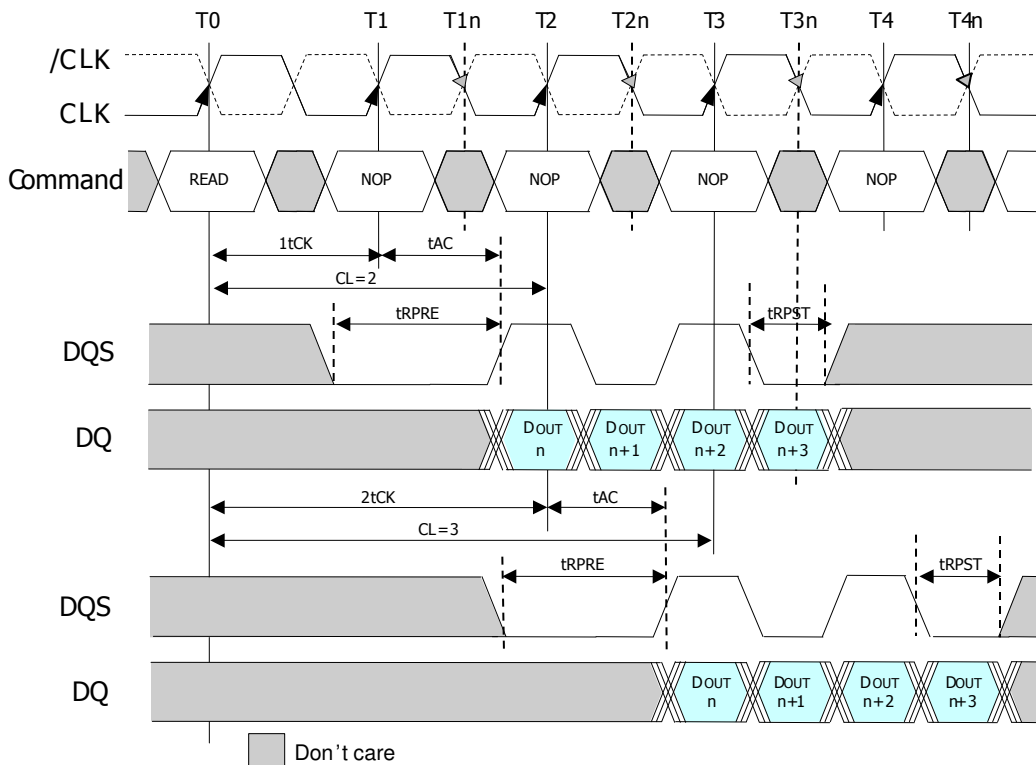 T0 T1 T1n T2 T2n T3 T3n T4 T4n
/CLK
CLK
Command READ NOP NOP NOP NOP
1tCK tAC
CL=2
tRPRE tRPST
DQS
DQ
DOUT n DOUT n+1 DOUT n+2 DOUT n+3
2tCK tAC
CL=3
tRPRE tRPST
DQS
DQ
DOUT n DOUT n+1 DOUT n+2 DOUT n+3
Don't care